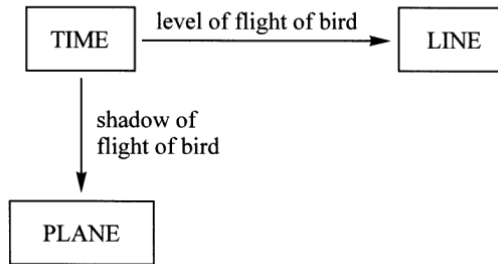 level of flight of bird
TIME
LINE
shadow of
flight of bird
PLANE